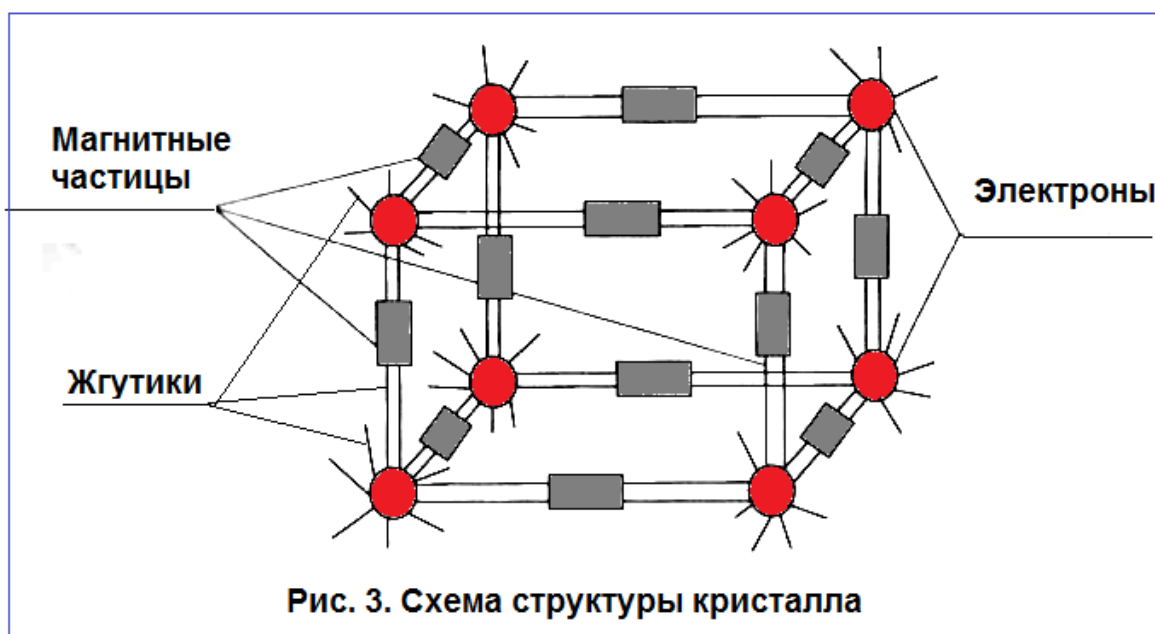 Магнитные
частицы
Электроны
Жгутики
Рис. 3. Схема структуры кристалла